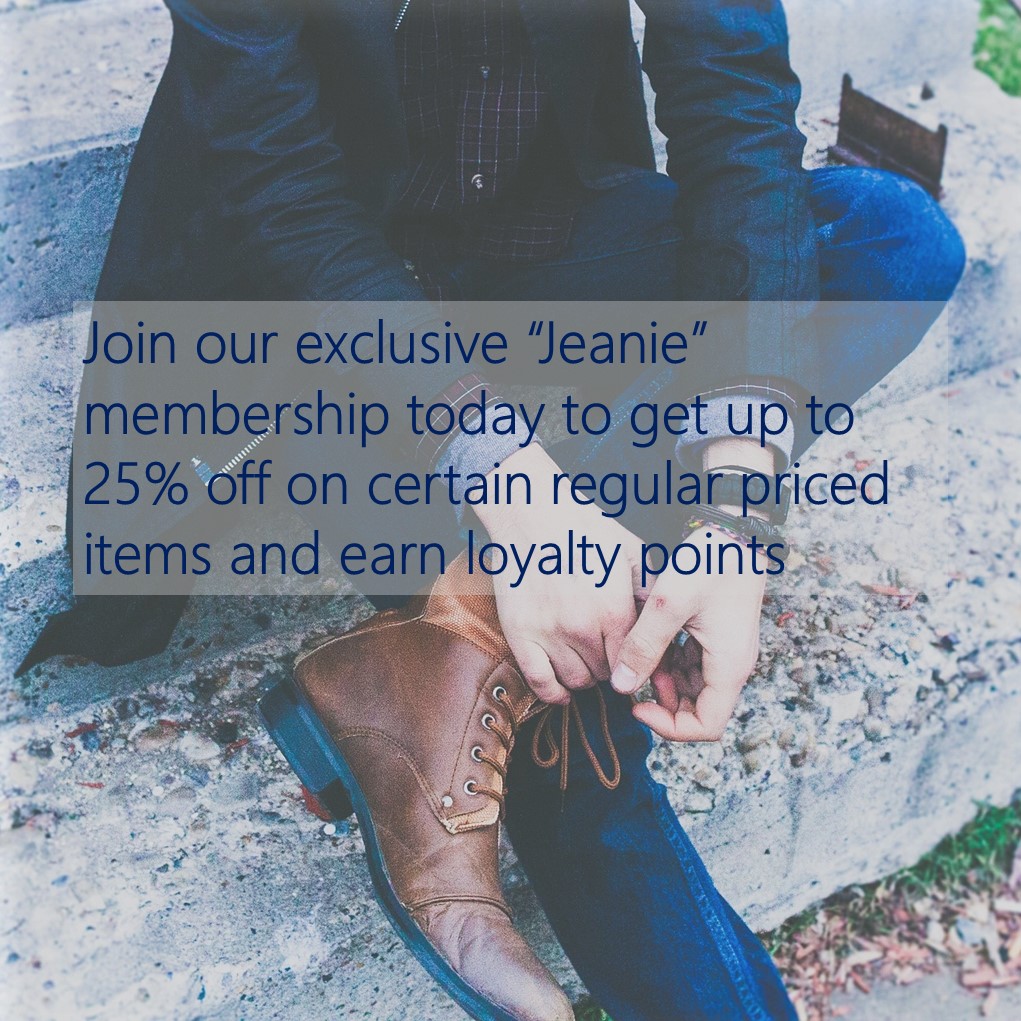 Join our exclusive “Jeanie”
membership today to get up to
25% off on certain regular priced
items and earn loyalty points